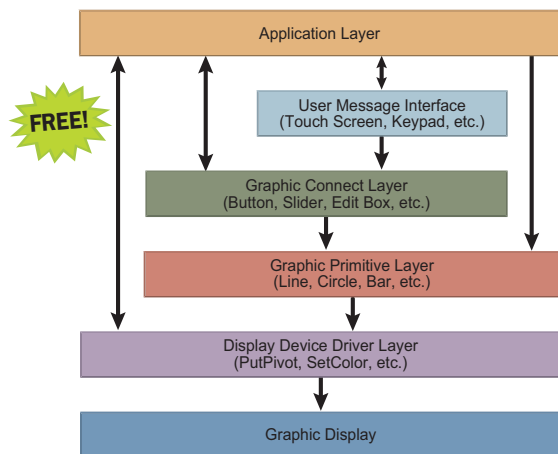 Application Layer
FREE!
User Message Interface
(Touch Screen, Keypad, etc.)
Graphic Connect Layer
(Button, Slider, Edit Box, etc.)
Graphic Primitive Layer
(Line, Circle, Bar, etc.)
Display Device Driver Layer
(PutPivot, SetColor, etc.)
Graphic Display